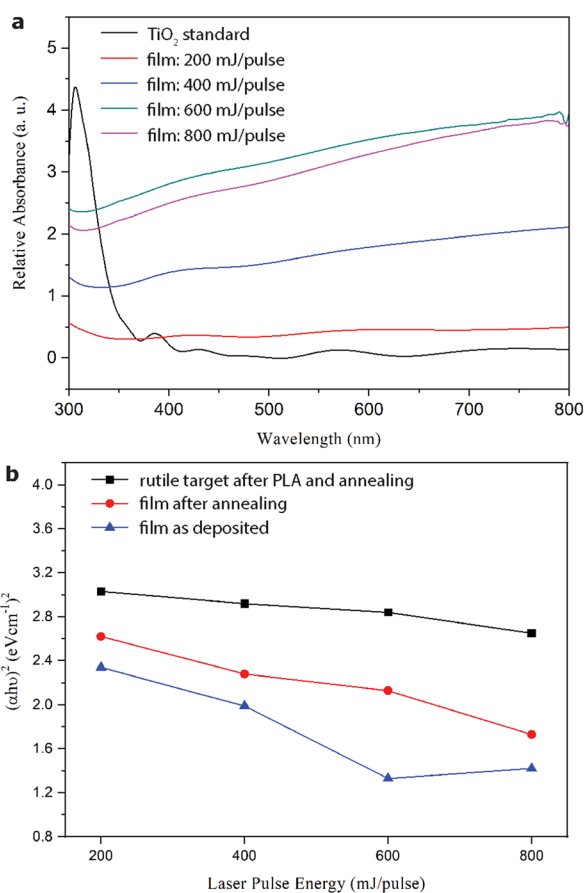 a
TiO2 standard
film: 200 mJ/pulse
film: 400 mJ/pulse
film: 600 mJ/pulse
film: 800 mJ/pulse
5
4
3
2
1
0
Relative Absorbance (a. u.)
300 400 500 600 700 800
Wavelength (nm)
b
rutile target after PLA and annealing
film after annealing
film as deposited
4.0
3.6
3.2
2.8
2.4
2.0
1.6
1.2
0.8
(αhυ)² (eVcm⁻¹)²
200 400 600 800
Laser Pulse Energy (mJ/pulse)